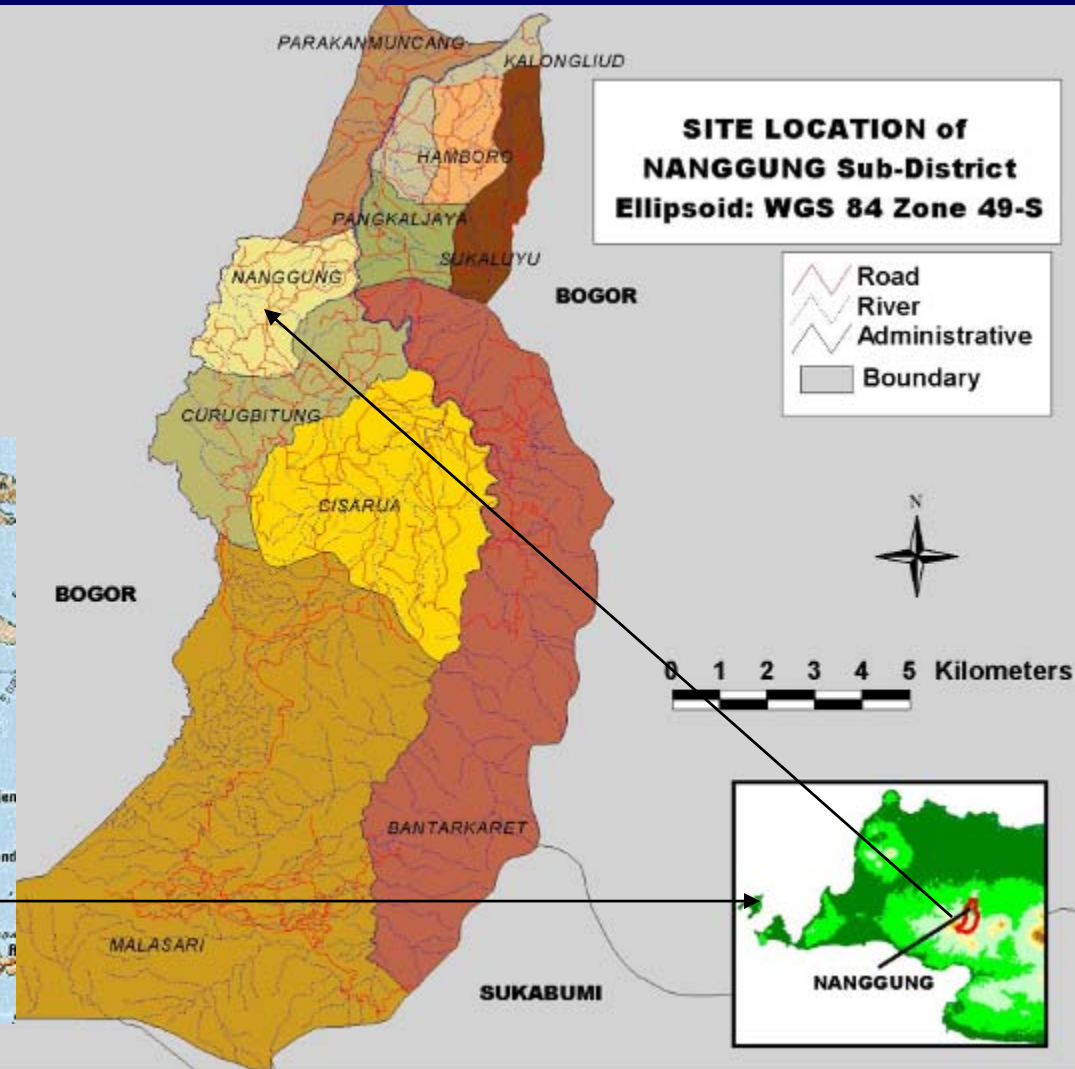 PARAKANMUNCANG
KALONGLIUD
SITE LOCATION of
NANGGUNG Sub-District
Ellipsoid: WGS 84 Zone 49-S
HAMBORO
PANGKALJAYA
SUKALUYU
NANGGUNG
BOGOR
Road
River
Administrative
Boundary
CURUGBITUNG
CISARUA
N
BOGOR
0 1 2 3 4 5 Kilometers
BANTARKARET
MALASARI
NANGGUNG
SUKABUMI